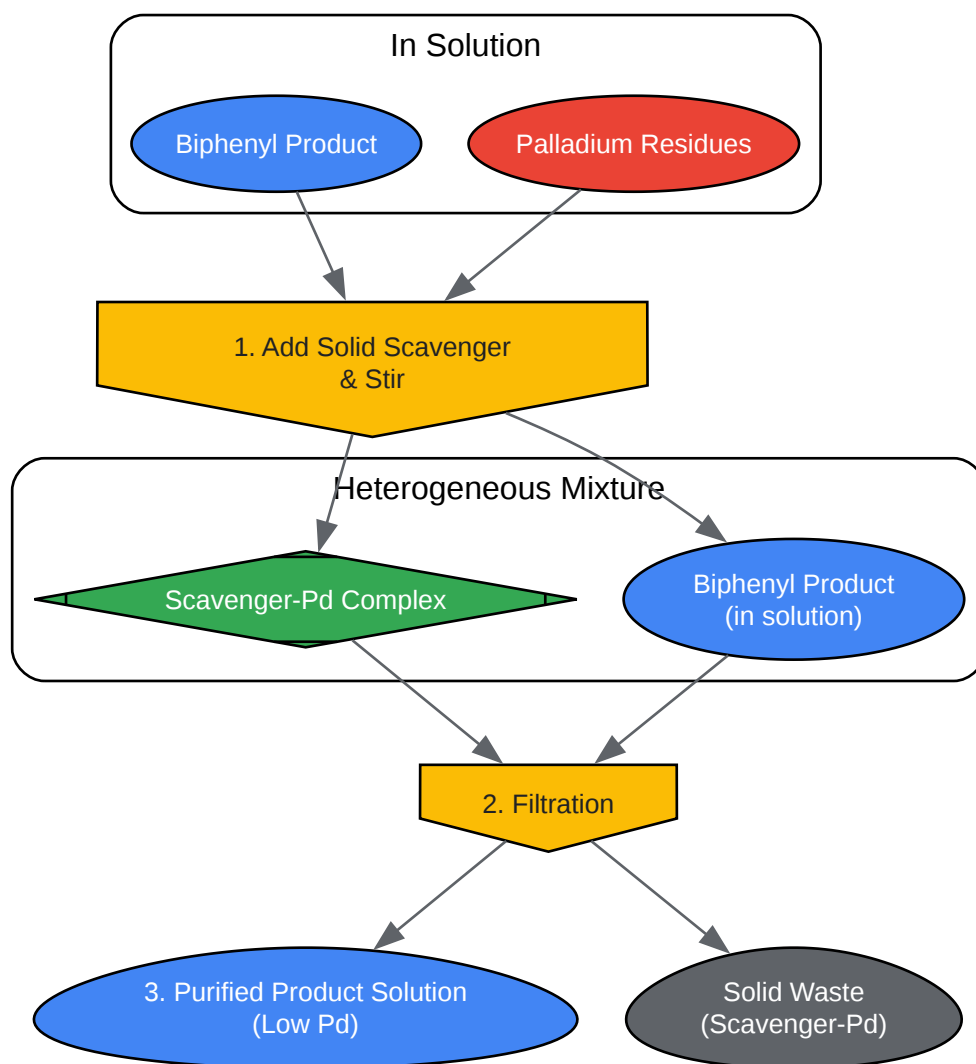 In Solution
Biphenyl Product
Palladium Residues
1. Add Solid Scavenger
& Stir
Heterogeneous Mixture
Scavenger-Pd Complex
Biphenyl Product
(in solution)
2. Filtration
3. Purified Product Solution
(Low Pd)
Solid Waste
(Scavenger-Pd)